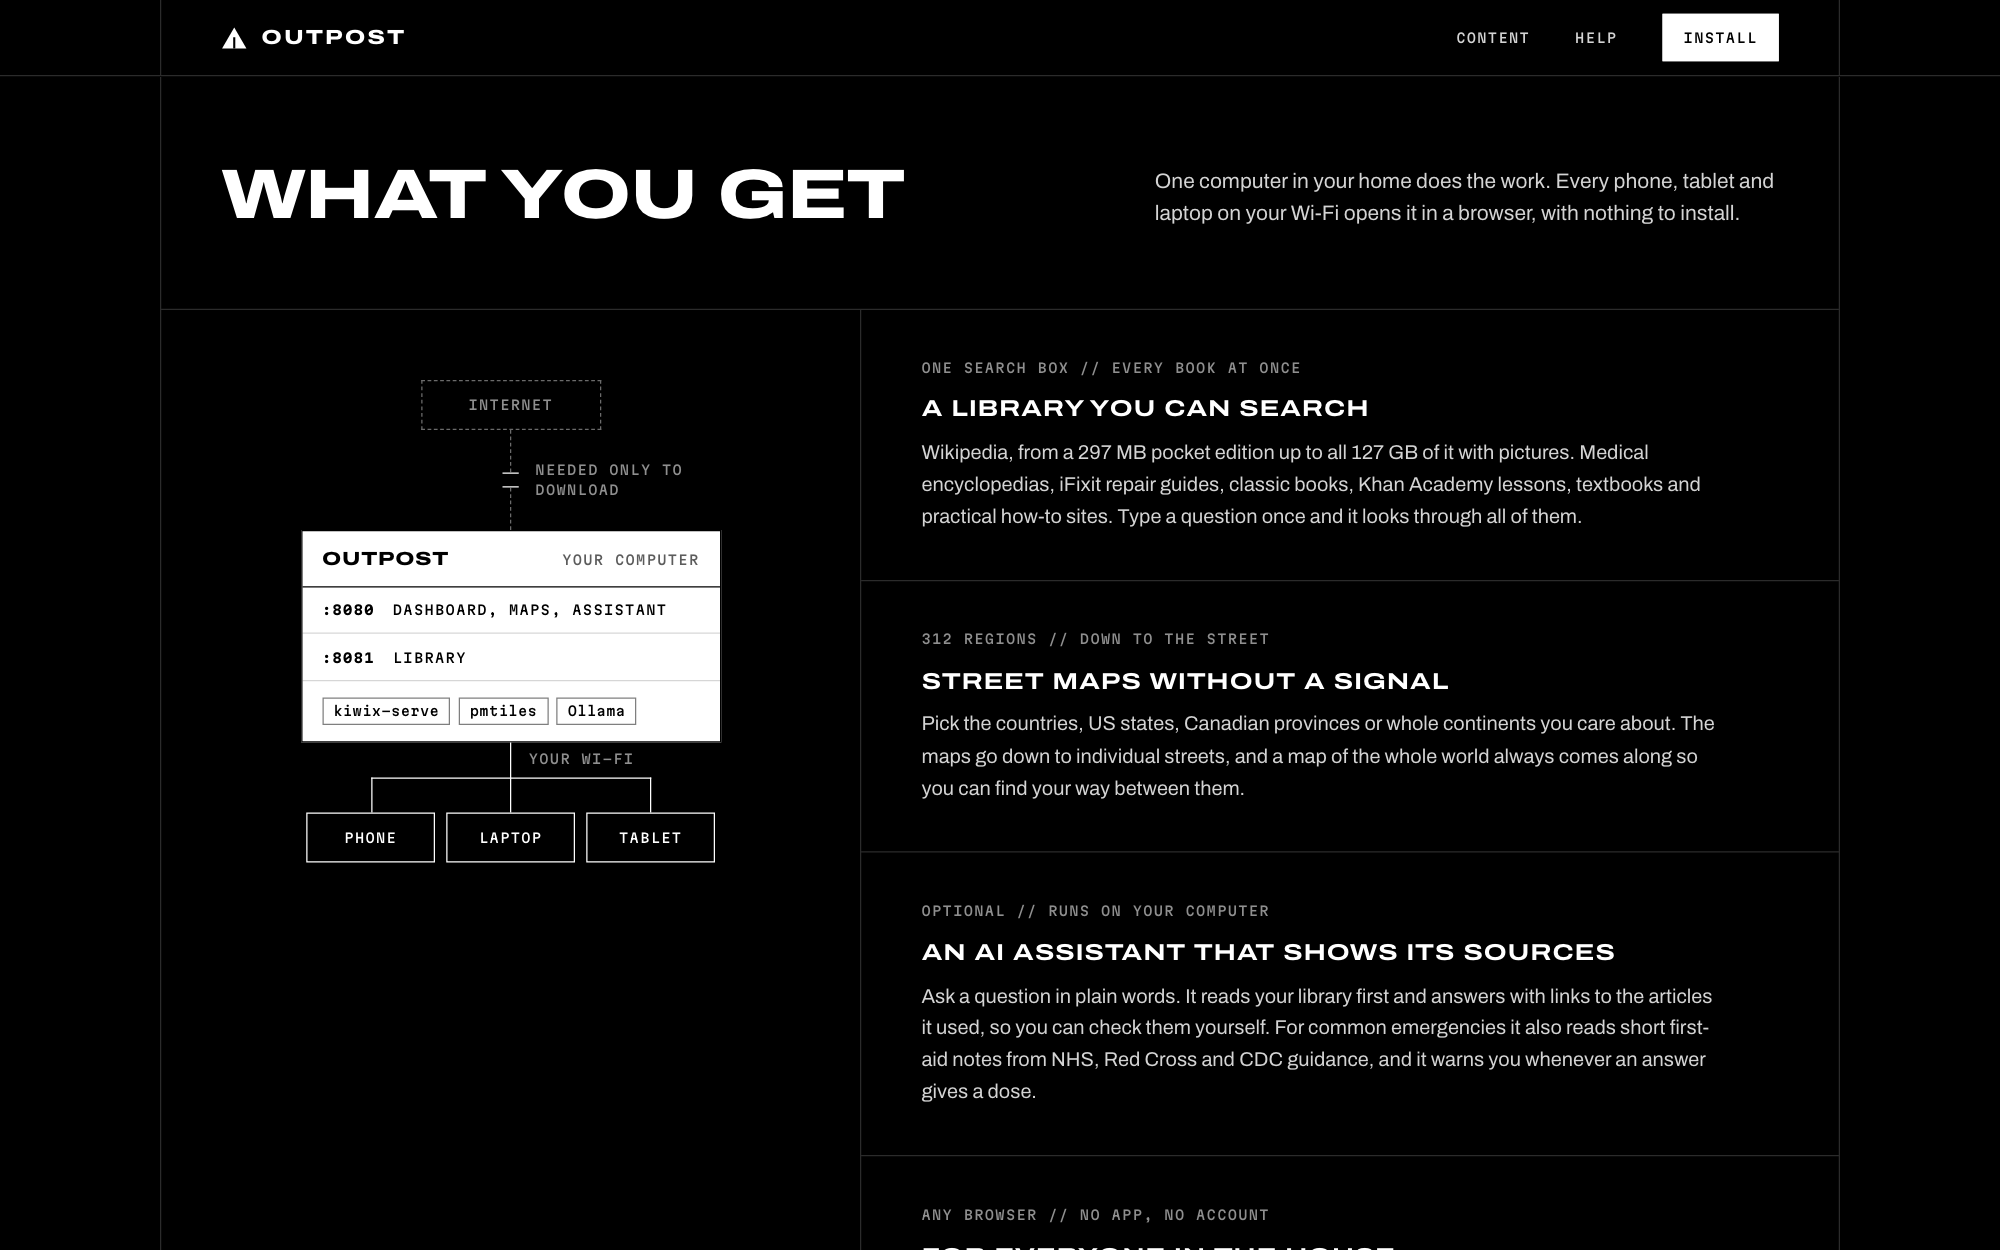 OUTPOST
CONTENT
HELP
INSTALL
WHAT YOU GET
One computer in your home does the work. Every phone, tablet and
laptop on your Wi-Fi opens it in a browser, with nothing to install.
INTERNET
NEEDED ONLY TO
DOWNLOAD
OUTPOST YOUR COMPUTER
:8080 DASHBOARD, MAPS, ASSISTANT
:8081 LIBRARY
kiwix-serve pmtiles Ollama
YOUR WI-FI
PHONE LAPTOP TABLET
ONE SEARCH BOX // EVERY BOOK AT ONCE
A LIBRARY YOU CAN SEARCH
Wikipedia, from a 297 MB pocket edition up to all 127 GB of it with pictures. Medical
encyclopedias, iFixit repair guides, classic books, Khan Academy lessons, textbooks and
practical how-to sites. Type a question once and it looks through all of them.
312 REGIONS // DOWN TO THE STREET
STREET MAPS WITHOUT A SIGNAL
Pick the countries, US states, Canadian provinces or whole continents you care about. The
maps go down to individual streets, and a map of the whole world always comes along so
you can find your way between them.
OPTIONAL // RUNS ON YOUR COMPUTER
AN AI ASSISTANT THAT SHOWS ITS SOURCES
Ask a question in plain words. It reads your library first and answers with links to the articles
it used, so you can check them yourself. For common emergencies it also reads short first-
aid notes from NHS, Red Cross and CDC guidance, and it warns you whenever an answer
gives a dose.
ANY BROWSER // NO APP, NO ACCOUNT
FOR EVERYONE IN THE HOUSE